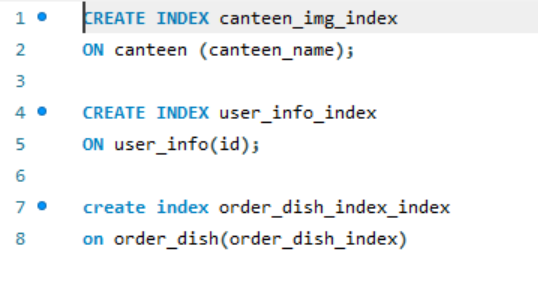 1 CREATE INDEX canteen_img_index
2 ON canteen (canteen_name);
3
4 CREATE INDEX user_info_index
5 ON user_info(id);
6
7 create index order_dish_index_index
8 on order_dish(order_dish_index)